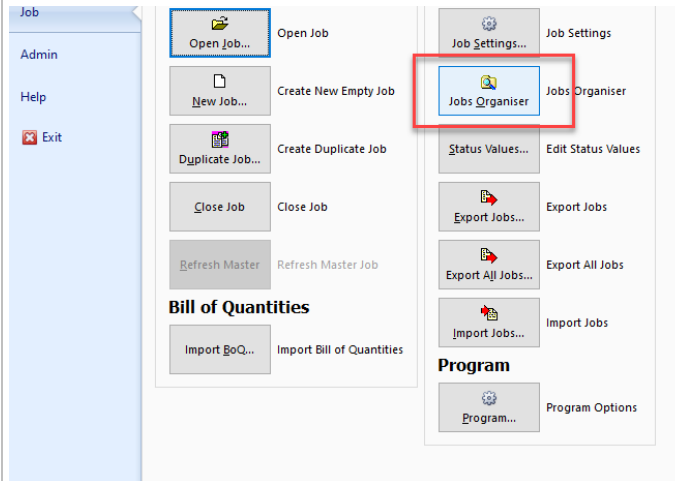 Job
Admin
Help
Exit
Open Job...
Open Job
New Job...
Create New Empty Job
Duplicate Job...
Create Duplicate Job
Close Job
Close Job
Refresh Master
Refresh Master Job
Bill of Quantities
Import BoQ...
Import Bill of Quantities
Job Settings...
Job Settings
Jobs Organiser
Jobs Organiser
Status Values...
Edit Status Values
Export Jobs...
Export Jobs
Export All Jobs...
Export All Jobs
Import Jobs...
Import Jobs
Program
Program...
Program Options